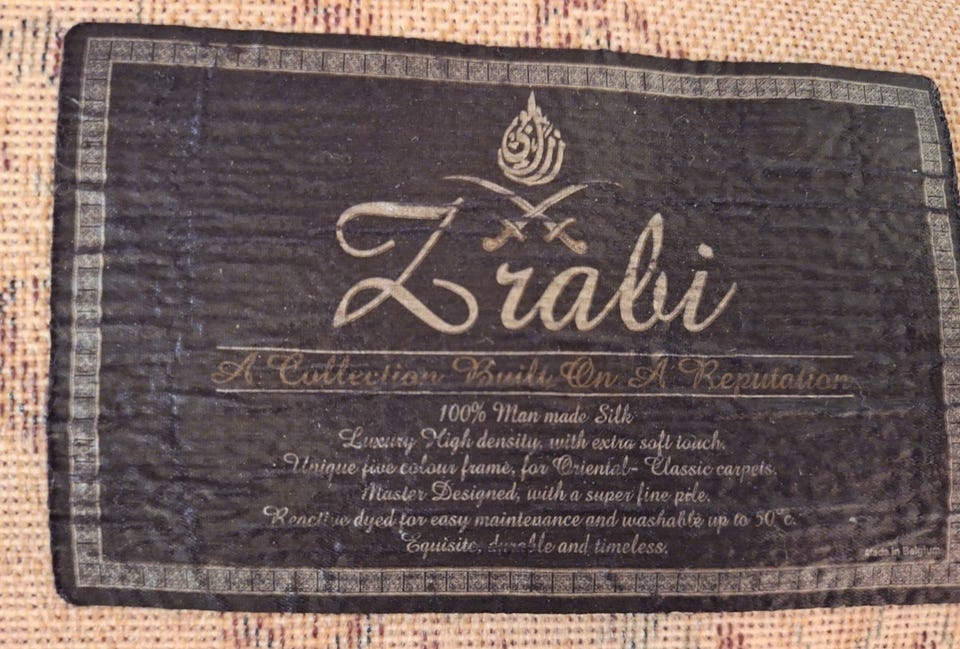 زرابي
Zrabi
A Collection Built On A Reputation
100% Man made Silk
Luxury High density, with extra soft touch.
Unique five colour frame, for Oriental- Classic carpets.
Master Designed, with a super fine pile.
Reactive dyed for easy maintenance and washable up to 50°c.
Equisite, durable and timeless.
Made in Belgium